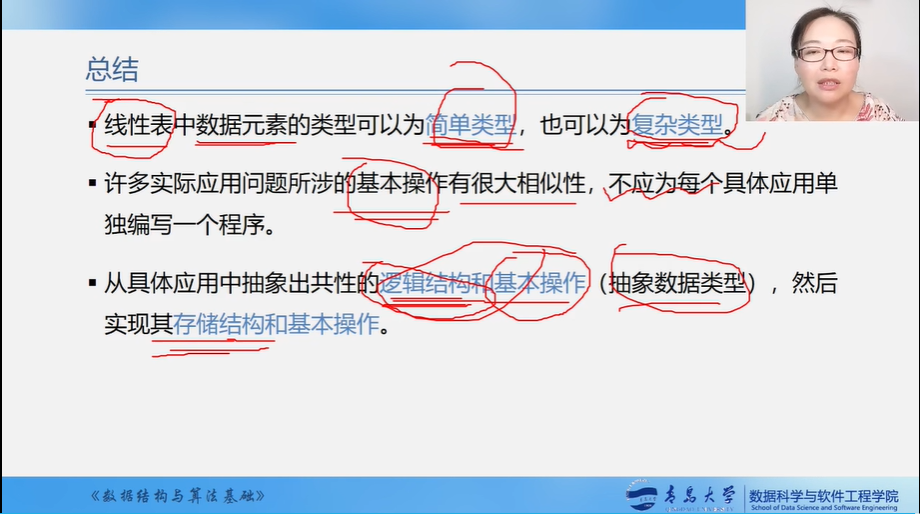 总结
▪ 线性表中数据元素的类型可以为简单类型，也可以为复杂类型。
▪ 许多实际应用问题所涉的基本操作有很大相似性，不应为每个具体应用单
独编写一个程序。
▪ 从具体应用中抽象出共性的逻辑结构和基本操作（抽象数据类型），然后
实现其存储结构和基本操作。
《数据结构与算法基础》
青岛大学
数据科学与软件工程学院
School of Data Science and Software Engineering